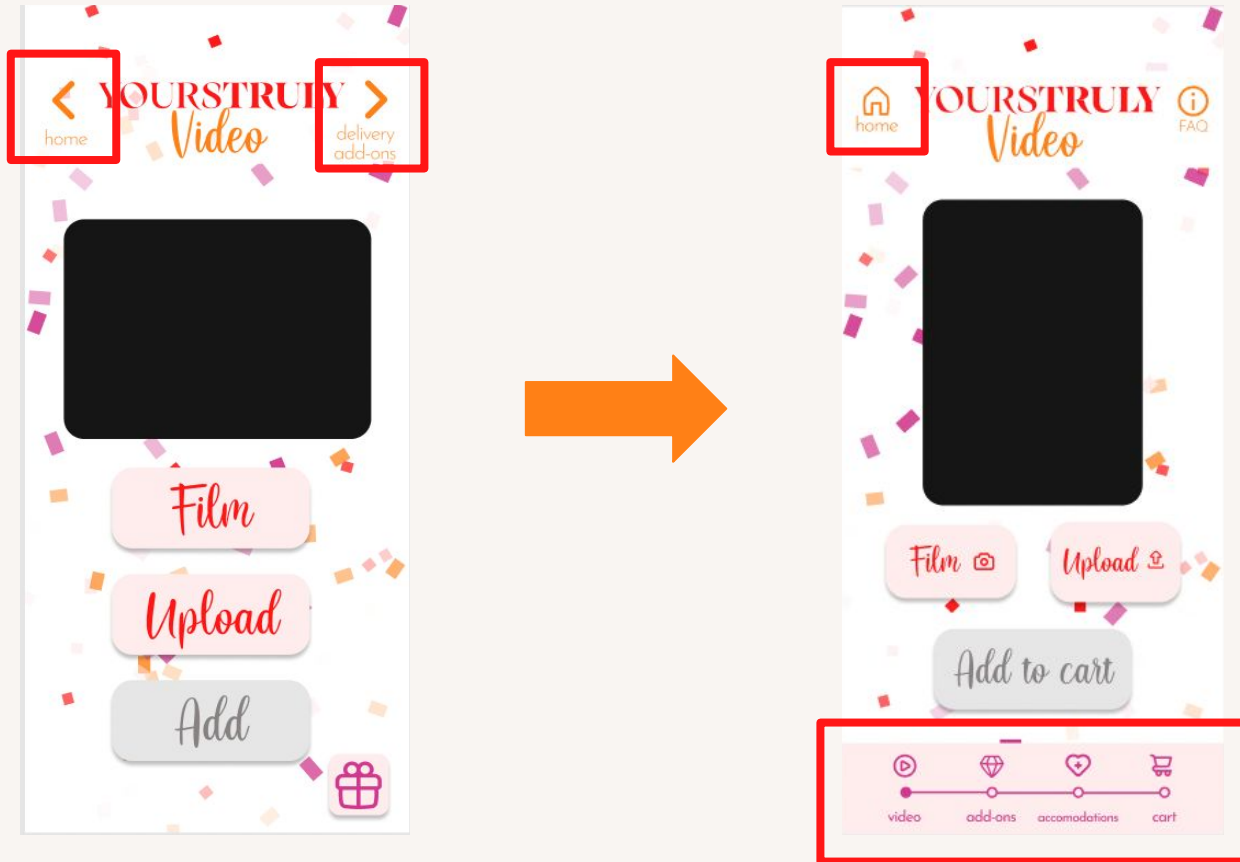 YOURSTRULY
Video
home
delivery
add-ons
Film
Upload
Add
YOURSTRULY
Video
home
FAQ
Film
Upload
Add to cart
video add-ons accomodations cart